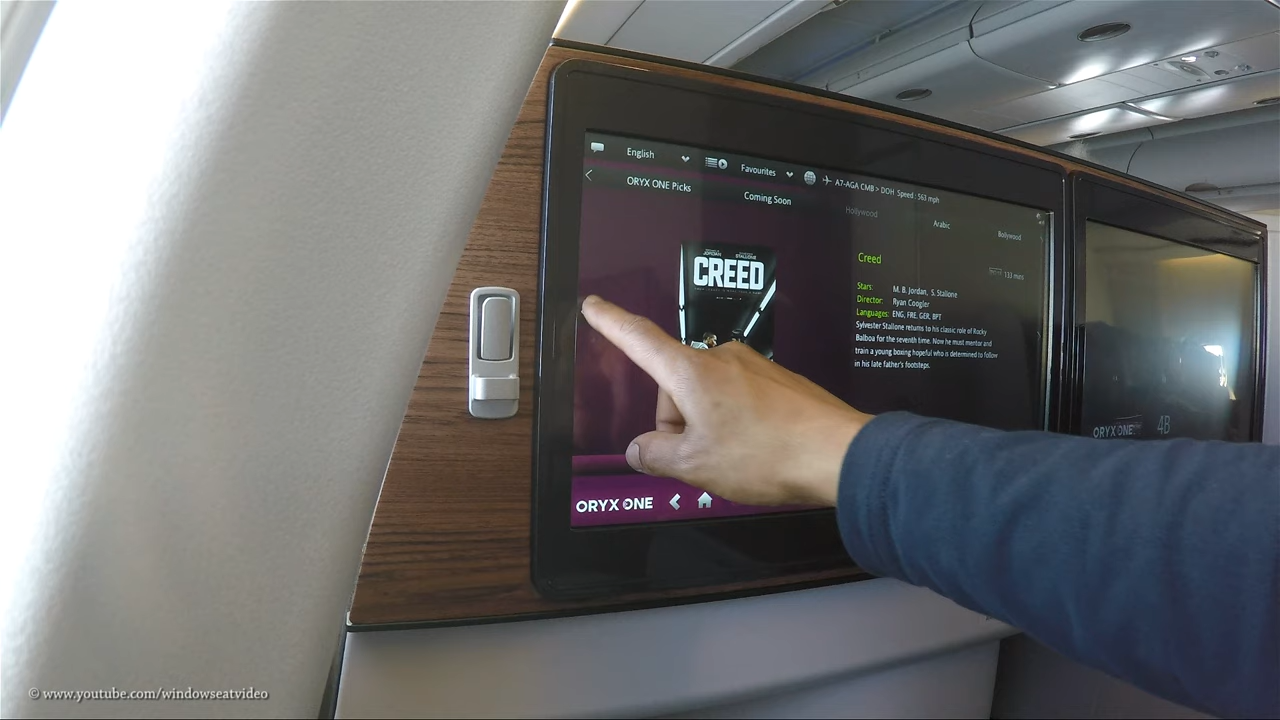 English
Favourites
A7-AGA CMB > DOH Speed : 563 mph
ORYX ONE Picks
Coming Soon
Hollywood
Arabic
Bollywood
JORDAN STALLONE
CREED
Creed
133 mins
Stars: M. B. Jordan, S. Stallone
Director: Ryan Coogler
Languages: ENG, FRE, GER, BPT
Sylvester Stallone returns to his classic role of Rocky
Balboa for the seventh time. Now he must mentor and
train a young boxing hopeful who is determined to follow
in his late father's footsteps.
ORYX ONE
ORYX ONE
4B
© www.youtube.com/windowseatvideo